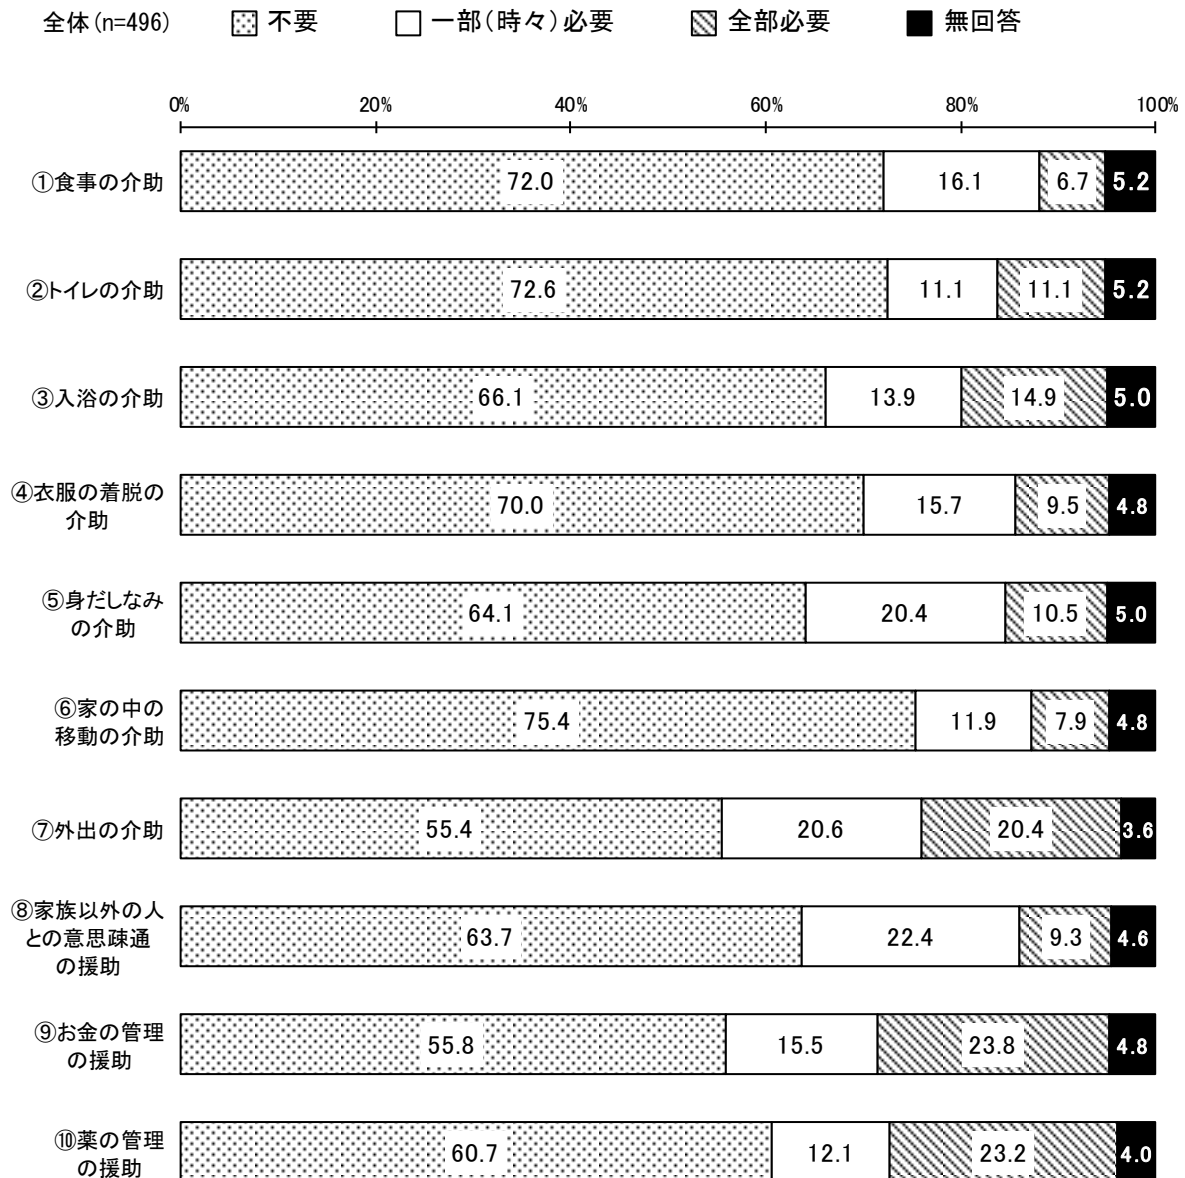 全体(n=496) 不要 一部(時々)必要 全部必要 無回答
0% 20% 40% 60% 80% 100%
①食事の介助 72.0 16.1 6.7 5.2
②トイレの介助 72.6 11.1 11.1 5.2
③入浴の介助 66.1 13.9 14.9 5.0
④衣服の着脱の
介助 70.0 15.7 9.5 4.8
⑤身だしなみ
の介助 64.1 20.4 10.5 5.0
⑥家の中の
移動の介助 75.4 11.9 7.9 4.8
⑦外出の介助 55.4 20.6 20.4 3.6
⑧家族以外の人
との意思疎通 63.7 22.4 9.3 4.6
の援助
⑨お金の管理
の援助 55.8 15.5 23.8 4.8
⑩薬の管理
の援助 60.7 12.1 23.2 4.0